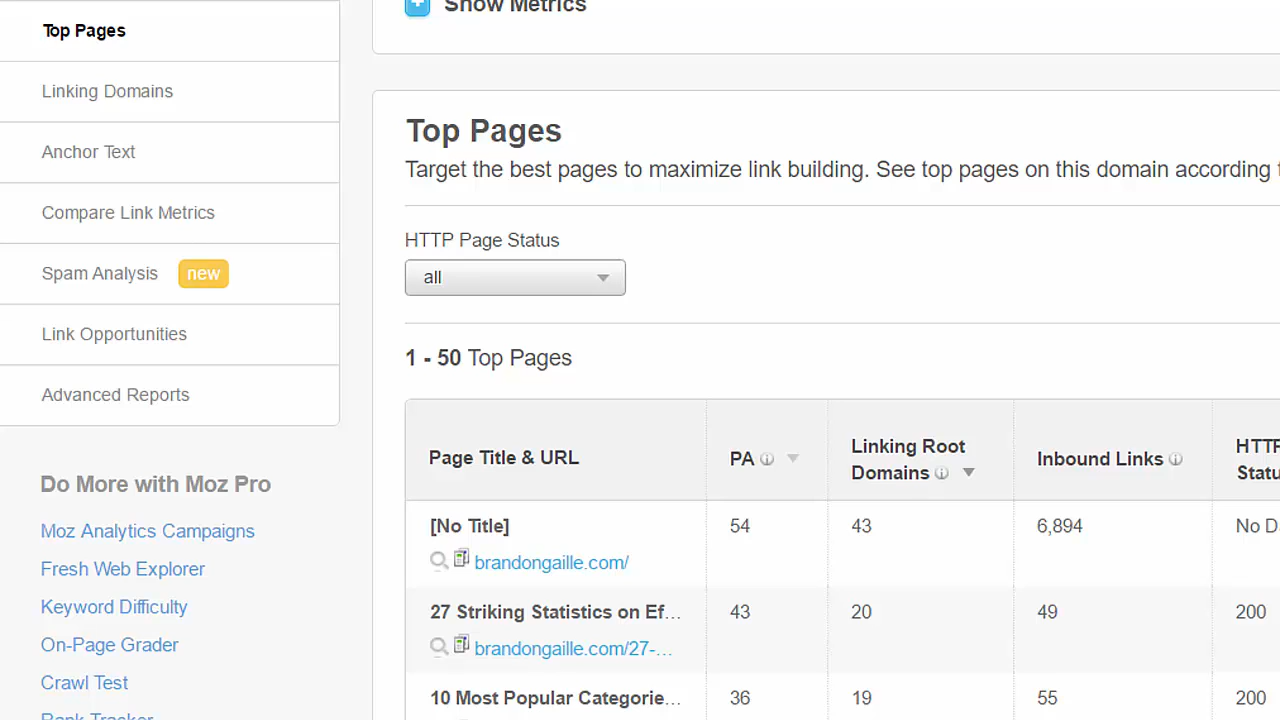 Show Metrics
Top Pages
Linking Domains
Anchor Text
Compare Link Metrics
Spam Analysis new
Link Opportunities
Advanced Reports
Do More with Moz Pro
Moz Analytics Campaigns
Fresh Web Explorer
Keyword Difficulty
On-Page Grader
Crawl Test
Rank Tracker
Top Pages
Target the best pages to maximize link building. See top pages on this domain according
HTTP Page Status
all
1 - 50 Top Pages
Page Title & URL PA Linking Root Domains Inbound Links HTTP Statu
[No Title] 54 43 6,894 No D
brandongaille.com/
27 Striking Statistics on Ef... 43 20 49 200
brandongaille.com/27-...
10 Most Popular Categorie... 36 19 55 200